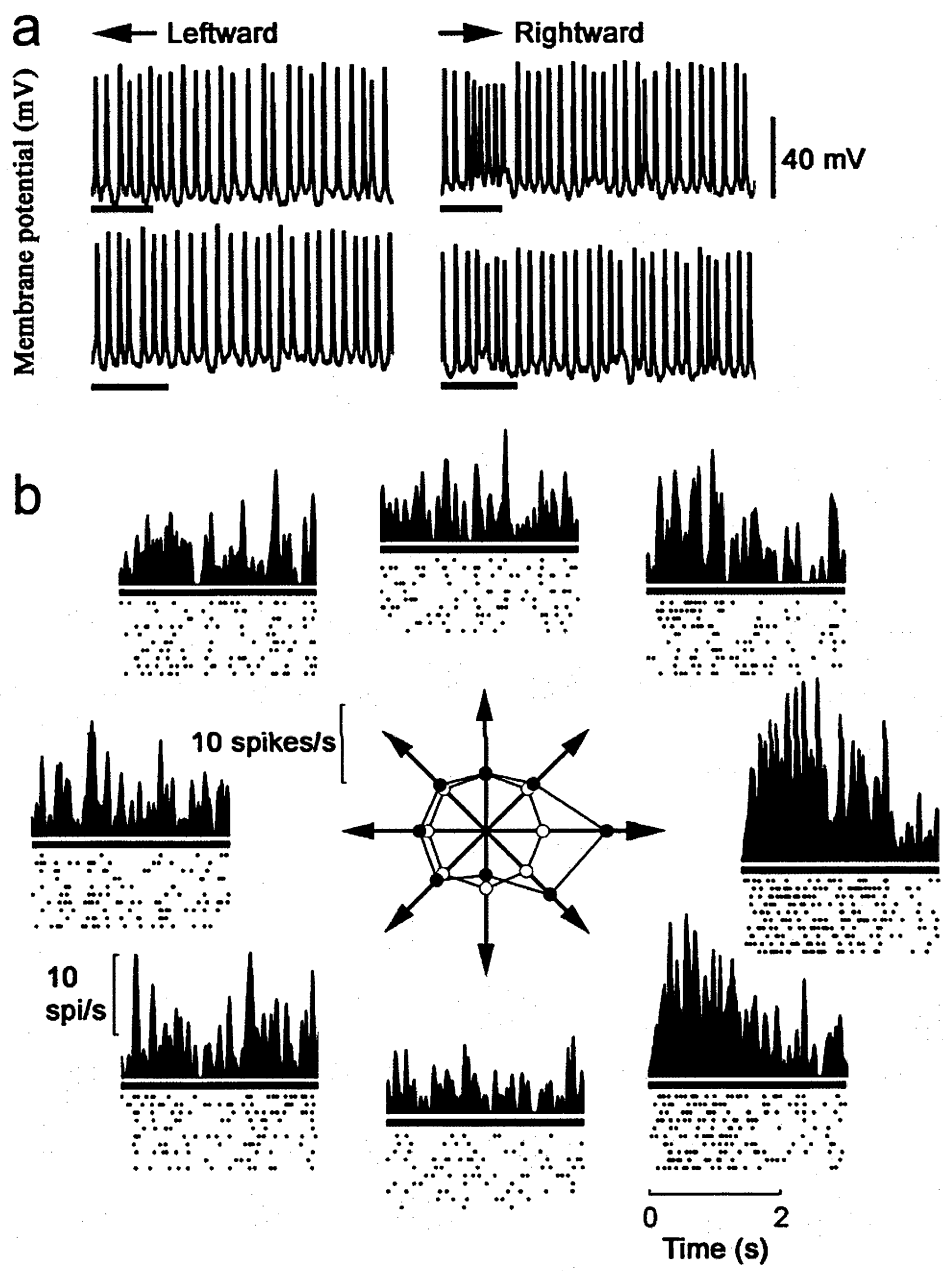 a
Leftward
Rightward
Membrane potential (mV)
40 mV
b
10 spikes/s
10
spi/s
0
2
Time (s)